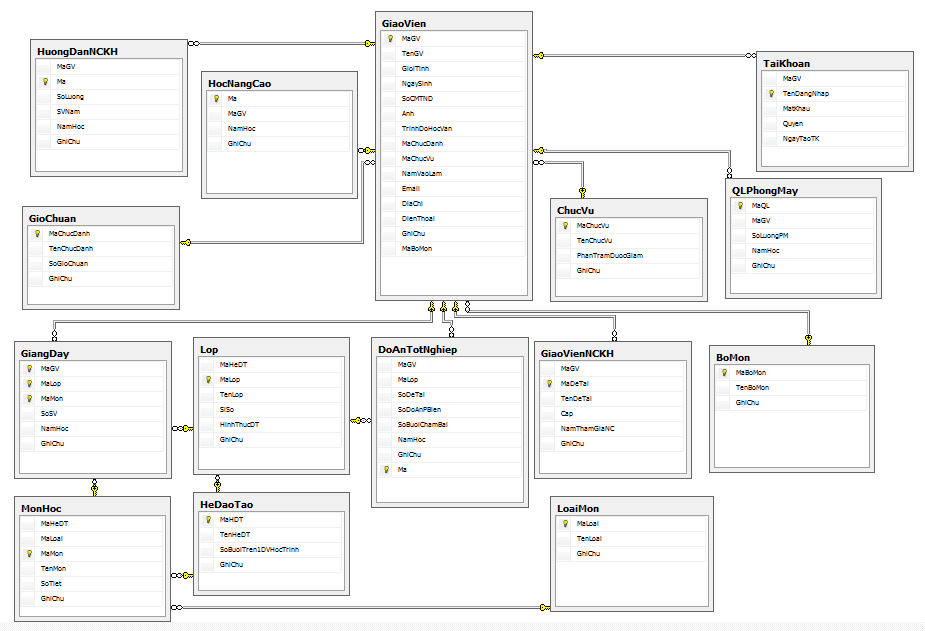 GiaoVien
MaGV
TenGV
GioiTinh
NgaySinh
SoCMTND
Anh
TrinhDoHocVan
MaChucDanh
MaChucVu
NamVaoLam
Email
DiaChi
DienThoai
GhiChu
MaBoMon
HuongDanNCKH
MaGV
Ma
SoLuong
SVNam
NamHoc
GhiChu
HocNangCao
Ma
MaGV
NamHoc
GhiChu
TaiKhoan
MaGV
TenDangNhap
MatKhau
Quyen
NgayTaoTK
QLPhongMay
MaQL
MaGV
SoLuongPM
NamHoc
GhiChu
ChucVu
MaChucVu
TenChucVu
PhanTramDuocGiam
GhiChu
GioChuan
MaChucDanh
TenChucDanh
SoGioChuan
GhiChu
GiangDay
MaGV
MaLop
MaMon
SoSV
NamHoc
GhiChu
Lop
MaHeDT
MaLop
TenLop
SiSo
HinhThucDT
GhiChu
DoAnTotNghiep
MaGV
MaLop
SoDeTai
SoDoAnPBien
SoBuoiChamBai
NamHoc
GhiChu
Ma
GiaoVienNCKH
MaGV
MaDeTai
TenDeTai
Cap
NamThamGiaNC
GhiChu
BoMon
MaBoMon
TenBoMon
GhiChu
MonHoc
MaHeDT
MaLoai
MaMon
TenMon
SoTiet
GhiChu
HeDaoTao
MaHDT
TenHeDT
SoBuoiTren1DVHocTrinh
GhiChu
LoaiMon
MaLoai
TenLoai
GhiChu